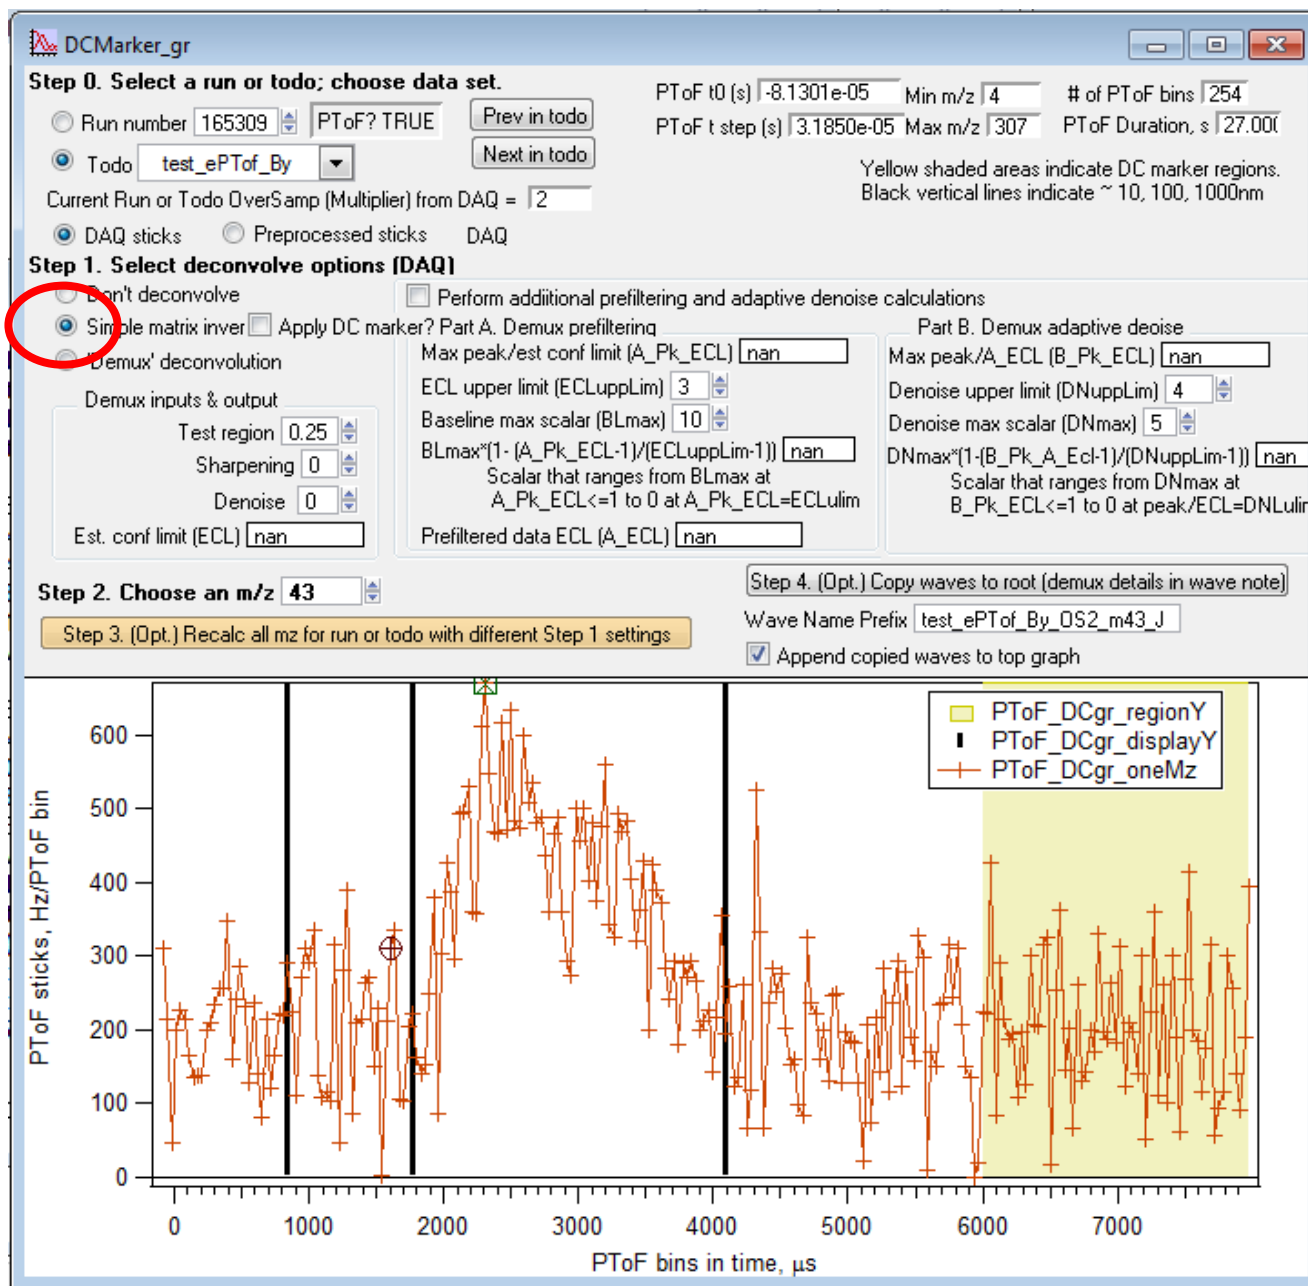 DCMarker_gr
Step 0. Select a run or todo; choose data set.
Run number 165309 PToF? TRUE Prev in todo
Todo test_ePTof_By Next in todo
Current Run or Todo OverSamp (Multiplier) from DAQ = 2
DAQ sticks Preprocessed sticks DAQ
PToF t0 (s) -8.1301e-05 Min m/z 4 # of PToF bins 254
PToF t step (s) 3.1850e-05 Max m/z 307 PToF Duration, s 27.00(
Yellow shaded areas indicate DC marker regions.
Black vertical lines indicate ~ 10, 100, 1000nm
Step 1. Select deconvolve options (DAQ)
Don't deconvolve
Simple matrix inver Apply DC marker?
'Demux' deconvolution
Demux inputs & output
Test region 0.25
Sharpening 0
Denoise 0
Est. conf limit (ECL) nan
Perform addiitional prefiltering and adaptive denoise calculations
Part A. Demux prefiltering
Max peak/est conf limit (A_Pk_ECL) nan
ECL upper limit (ECLuppLim) 3
Baseline max scalar (BLmax) 10
BLmax*(1- (A_Pk_ECL-1)/(ECLuppLim-1)) nan
Scalar that ranges from BLmax at
A_Pk_ECL<=1 to 0 at A_Pk_ECL=ECLulim
Prefiltered data ECL (A_ECL) nan
Part B. Demux adaptive deoise
Max peak/A_ECL (B_Pk_ECL) nan
Denoise upper limit (DNuppLim) 4
Denoise max scalar (DNmax) 5
DNmax*(1-(B_Pk_A_Ecl-1)/(DNuppLim-1)) nan
Scalar that ranges from DNmax at
B_Pk_ECL<=1 to 0 at peak/ECL=DNLulim
Step 2. Choose an m/z 43
Step 3. (Opt.) Recalc all mz for run or todo with different Step 1 settings
Step 4. (Opt.) Copy waves to root (demux details in wave note)
Wave Name Prefix test_ePTof_By_OS2_m43_J
Append copied waves to top graph
PToF_DCgr_regionY
PToF_DCgr_displayY
PToF_DCgr_oneMz
PToF sticks, Hz/PToF bin
600
500
400
300
200
100
0
0 1000 2000 3000 4000 5000 6000 7000
PToF bins in time, µs